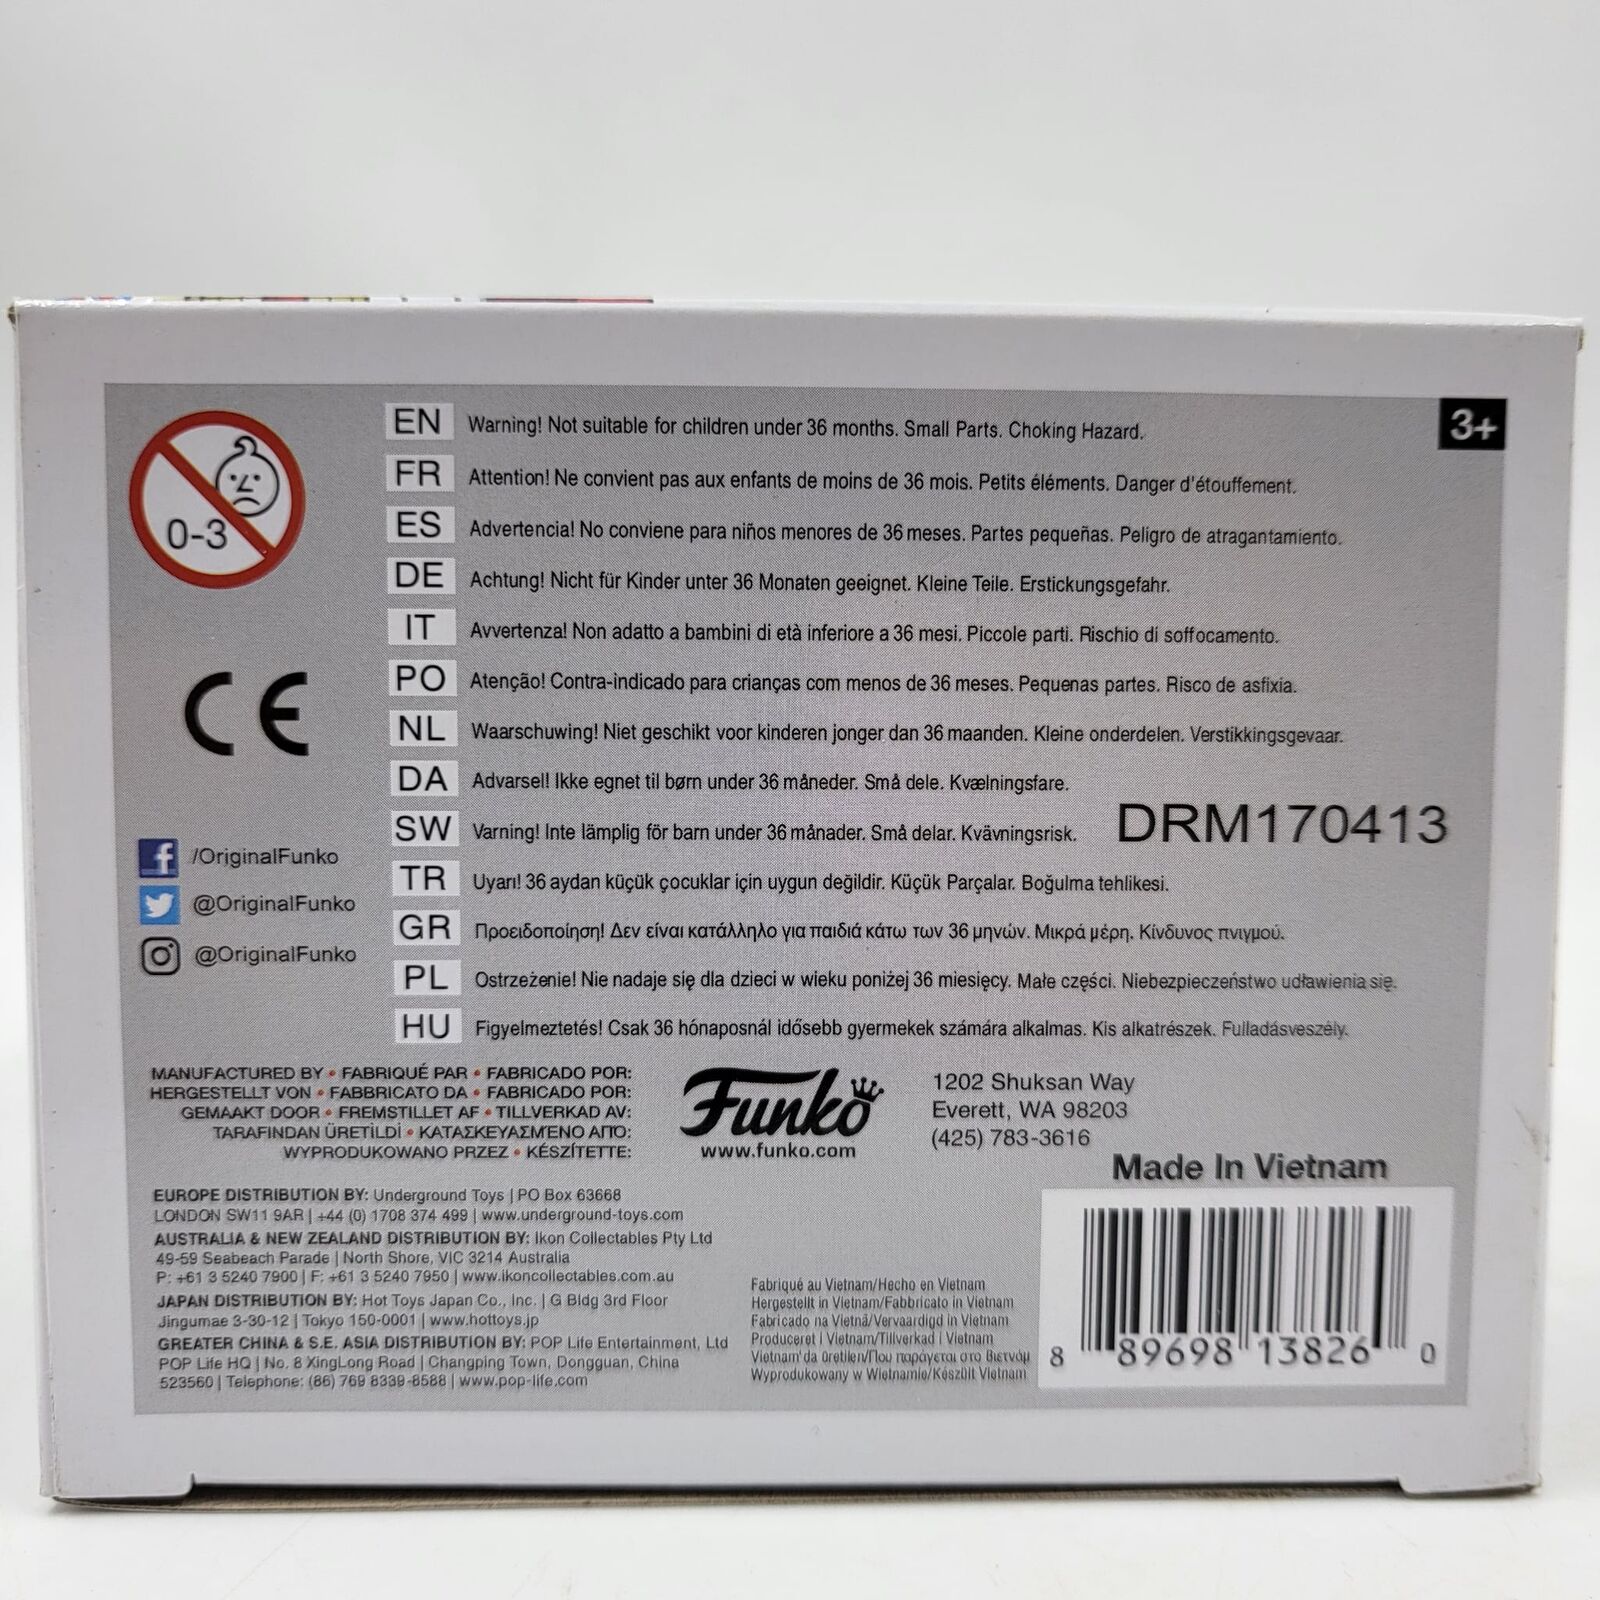 0-3
EN Warning! Not suitable for children under 36 months. Small Parts. Choking Hazard.
3+
FR Attention! Ne convient pas aux enfants de moins de 36 mois. Petits éléments. Danger d'étouffement.
ES Advertencia! No conviene para niños menores de 36 meses. Partes pequeñas. Peligro de atragantamiento.
DE Achtung! Nicht für Kinder unter 36 Monaten geeignet. Kleine Teile. Erstickungsgefahr.
IT Avvertenza! Non adatto a bambini di età inferiore a 36 mesi. Piccole parti. Rischio di soffocamento.
PO Atenção! Contra-indicado para crianças com menos de 36 meses. Pequenas partes. Risco de asfixia.
NL Waarschuwing! Niet geschikt voor kinderen jonger dan 36 maanden. Kleine onderdelen. Verstikkingsgevaar.
DA Advarsel! Ikke egnet til børn under 36 måneder. Små dele. Kvælningsfare.
SW Varning! Inte lämplig för barn under 36 månader. Små delar. Kvävningsrisk.
TR Uyarı! 36 aydan küçük çocuklar için uygun değildir. Küçük Parçalar. Boğulma tehlikesi.
GR Προειδοποίηση! Δεν είναι κατάλληλο για παιδιά κάτω των 36 μηνών. Μικρά μέρη. Κίνδυνος πνιγμού.
PL Ostrzeżenie! Nie nadaje się dla dzieci w wieku poniżej 36 miesięcy. Małe części. Niebezpieczeństwo udławienia się.
HU Figyelmeztetés! Csak 36 hónaposnál idősebb gyermekek számára alkalmas. Kis alkatrészek. Fulladásveszély.
DRM170413
CE
/OriginalFunko
@OriginalFunko
@OriginalFunko
MANUFACTURED BY • FABRIQUÉ PAR • FABRICADO POR:
HERGESTELLT VON • FABBRICATO DA • FABRICADO POR:
GEMAAKT DOOR • FREMSTILLET AF • TILLVERKAD AV:
TARAFINDAN ÜRETİLDİ • ΚΑΤΑΣΚΕΥΑΣΜΈΝΟ ΑΠΌ:
WYPRODUKOWANO PRZEZ • KÉSZÍTETTE:
Funko
www.funko.com
1202 Shuksan Way
Everett, WA 98203
(425) 783-3616
Made In Vietnam
EUROPE DISTRIBUTION BY: Underground Toys | PO Box 63668
LONDON SW11 9AR | +44 (0) 1708 374 499 | www.underground-toys.com
AUSTRALIA & NEW ZEALAND DISTRIBUTION BY: Ikon Collectables Pty Ltd
49-59 Seabeach Parade | North Shore, VIC 3214 Australia
P: +61 3 5240 7900 | F: +61 3 5240 7950 | www.ikoncollectables.com.au
JAPAN DISTRIBUTION BY: Hot Toys Japan Co., Inc. | G Bldg 3rd Floor
Jingumae 3-30-12 | Tokyo 150-0001 | www.hottoys.jp
GREATER CHINA & S.E. ASIA DISTRIBUTION BY: POP Life Entertainment, Ltd
POP Life HQ | No. 8 XingLong Road | Changping Town, Dongguan, China
523560 | Telephone: (86) 769 8339-8588 | www.pop-life.com
Fabriqué au Vietnam/Hecho en Vietnam
Hergestellt in Vietnam/Fabbricato in Vietnam
Fabricado na Vietnã/Vervaardigd in Vietnam
Produceret i Vietnam/Tillverkad i Vietnam
Vietnam'da üretilen/Που παράγεται στο Βιετνάμ
Wyprodukowany w Wietnamie/Készült Vietnam
8 89698 13826 0